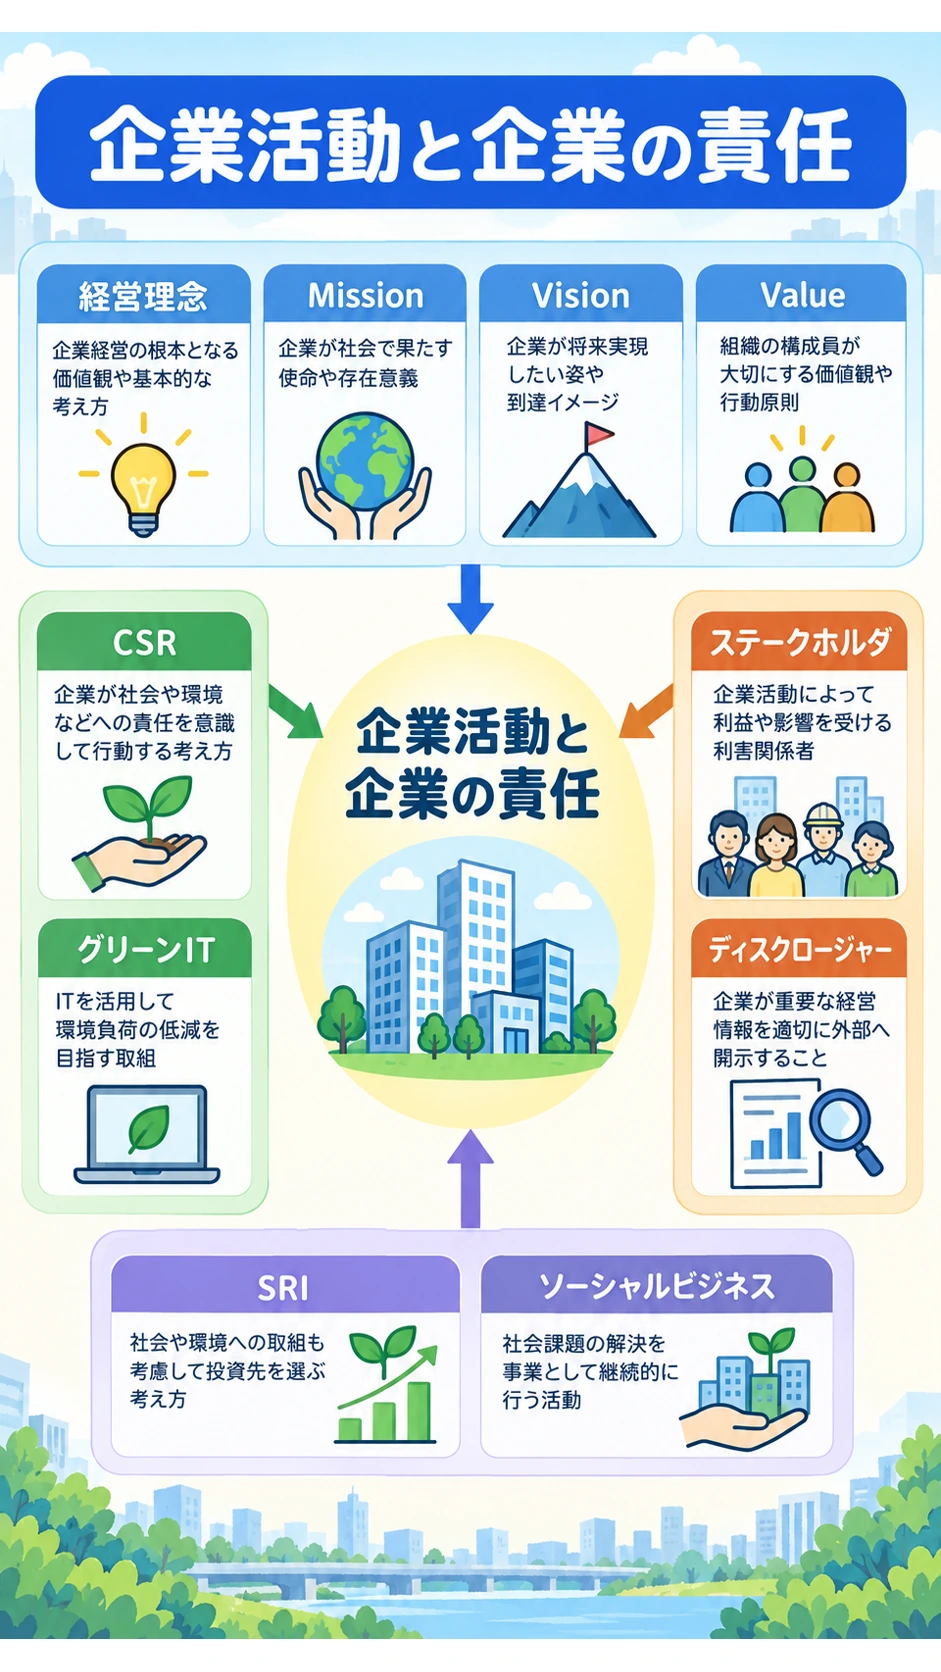 企業活動と企業の責任
経営理念
企業経営の根本となる
価値観や基本的な
考え方
Mission
企業が社会で果たす
使命や存在意義
Vision
企業が将来実現
したい姿や
到達イメージ
Value
組織の構成員が
大切にする価値観や
行動原則
CSR
企業が社会や環境
などへの責任を意識
して行動する考え方
グリーンIT
ITを活用して
環境負荷の低減を
目指す取組
企業活動と
企業の責任
ステークホルダ
企業活動によって
利益や影響を受ける
利害関係者
ディスクロージャー
企業が重要な経営
情報を適切に外部へ
開示すること
SRI
社会や環境への取組も
考慮して投資先を選ぶ
考え方
ソーシャルビジネス
社会課題の解決を
事業として継続的に
行う活動